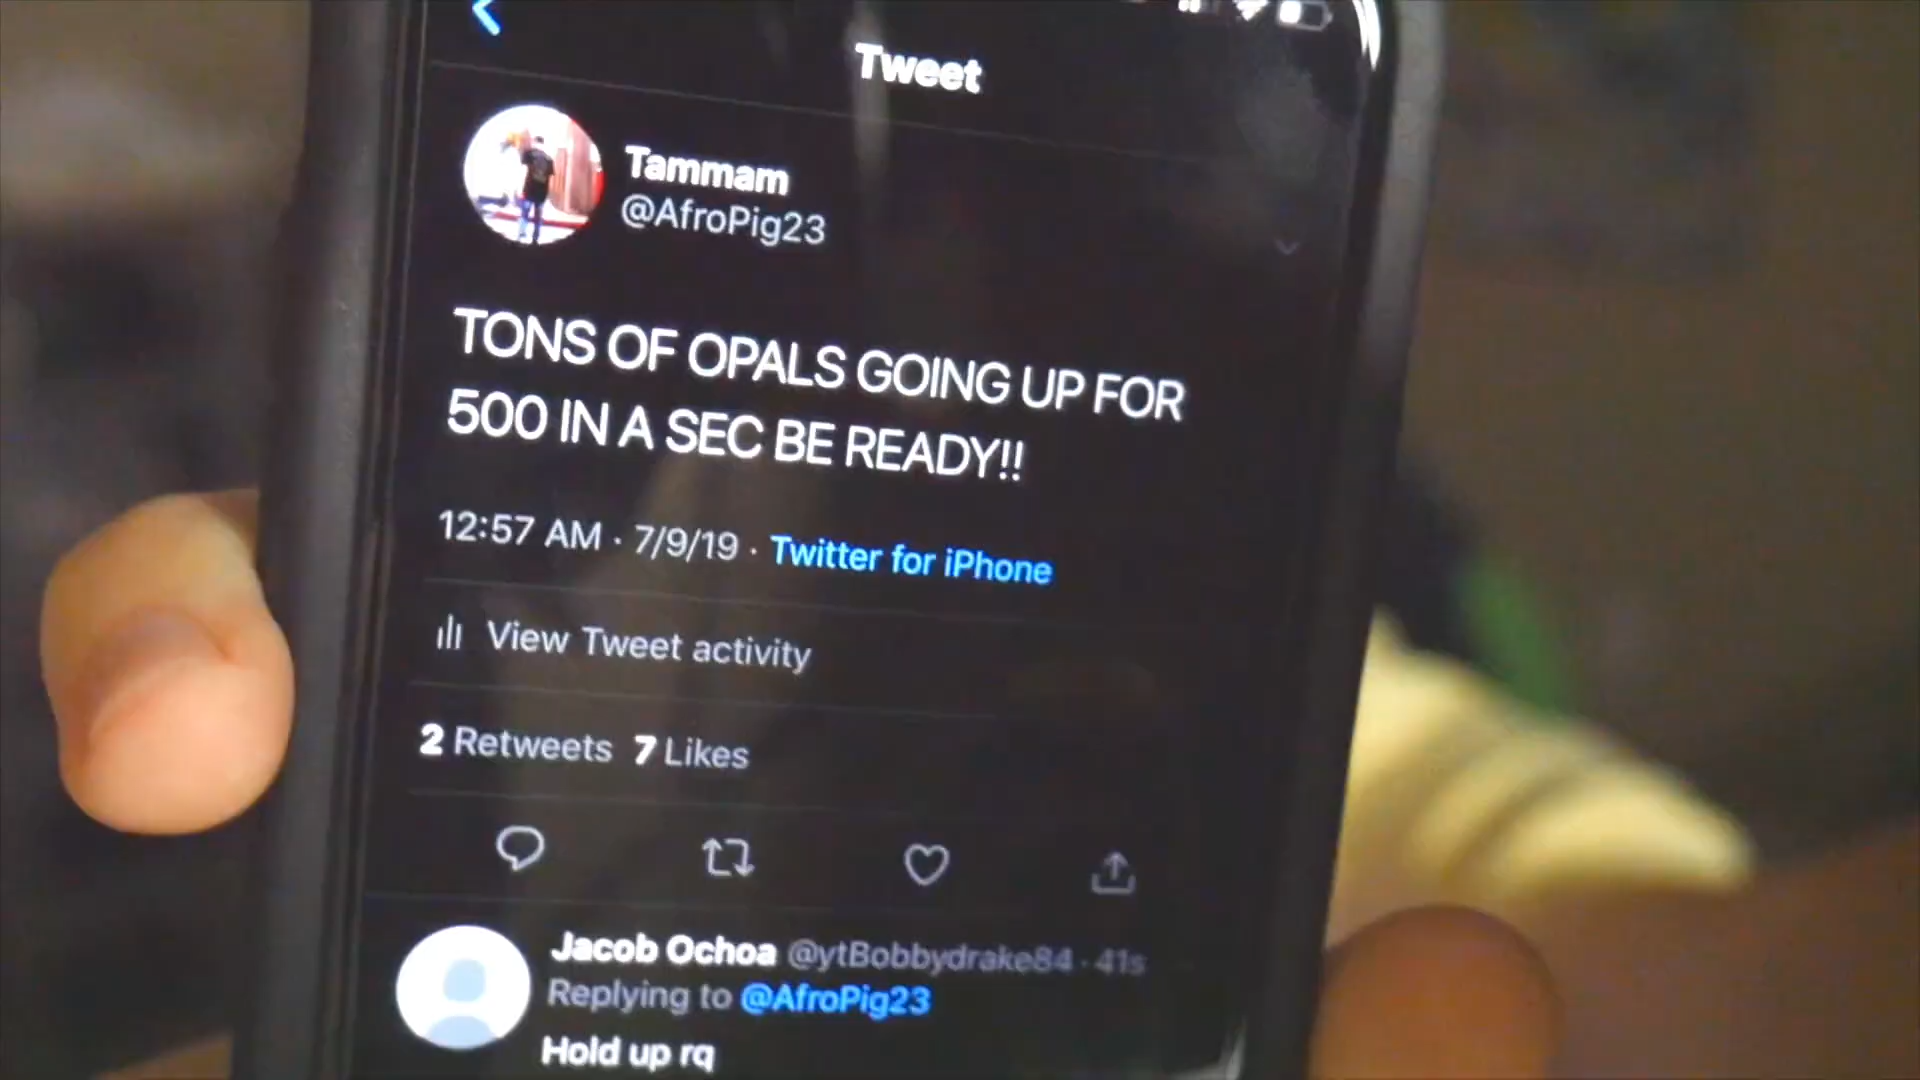 Tweet
Tammam
@AfroPig23
TONS OF OPALS GOING UP FOR
500 IN A SEC BE READY!!
12:57 AM · 7/9/19 · Twitter for iPhone
View Tweet activity
2 Retweets 7 Likes
Jacob Ochoa @ytBobbydrake84 · 41s
Replying to @AfroPig23
Hold up rq